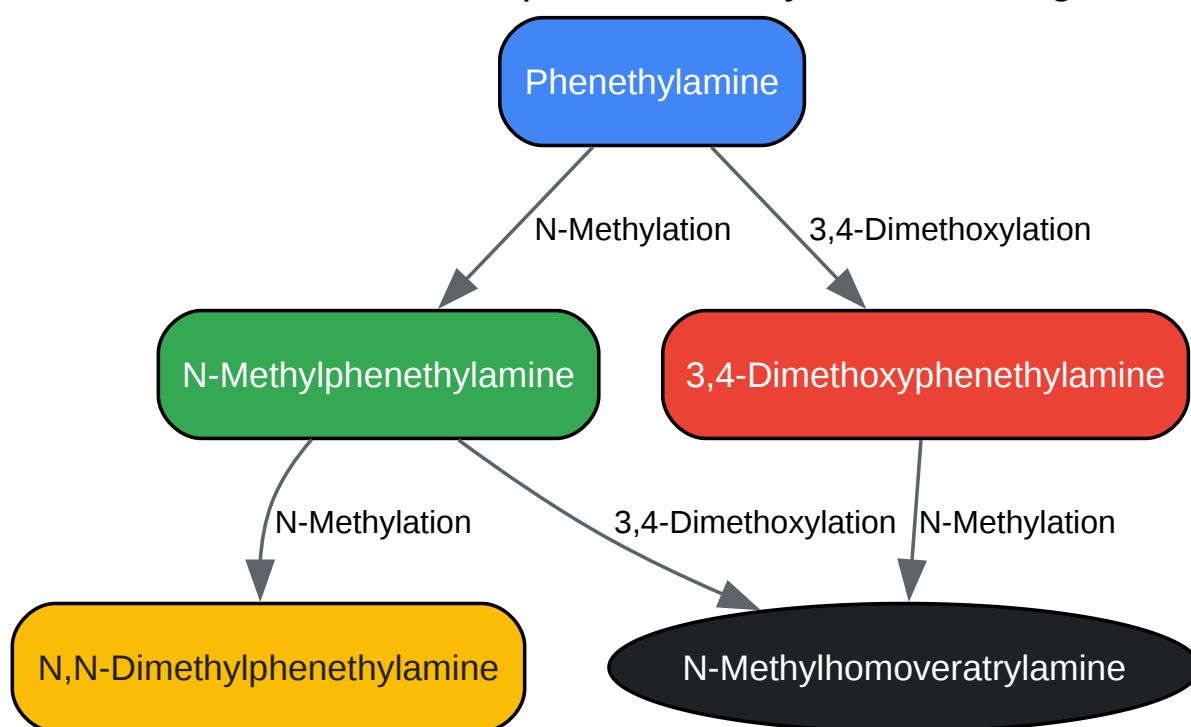 Phenethylamine
N-Methylation 3,4-Dimethoxylation
N-Methylphenethylamine 3,4-Dimethoxyphenethylamine
N-Methylation 3,4-Dimethoxylation N-Methylation
N,N-Dimethylphenethylamine N-Methylhomoveratrylamine